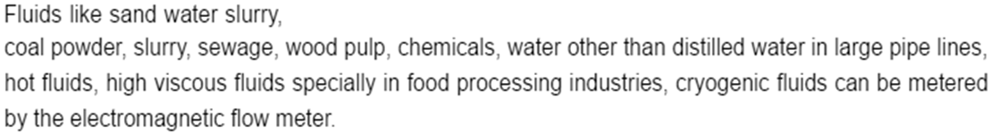 Fluids like sand water slurry,
coal powder, slurry, sewage, wood pulp, chemicals, water other than distilled water in large pipe lines,
hot fluids, high viscous fluids specially in food processing industries, cryogenic fluids can be metered
by the electromagnetic flow meter.